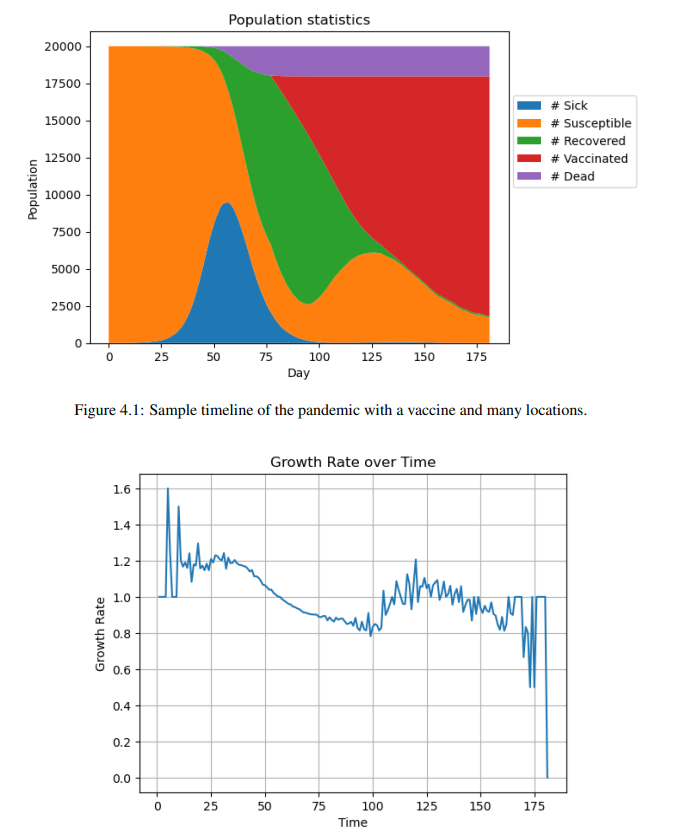 Population statistics
20000
17500
15000
12500
10000
7500
5000
2500
0
Population
0 25 50 75 100 125 150 175
Day
# Sick
# Susceptible
# Recovered
# Vaccinated
# Dead
Figure 4.1: Sample timeline of the pandemic with a vaccine and many locations.
Growth Rate over Time
1.6
1.4
1.2
1.0
0.8
0.6
0.4
0.2
0.0
Growth Rate
0 25 50 75 100 125 150 175
Time